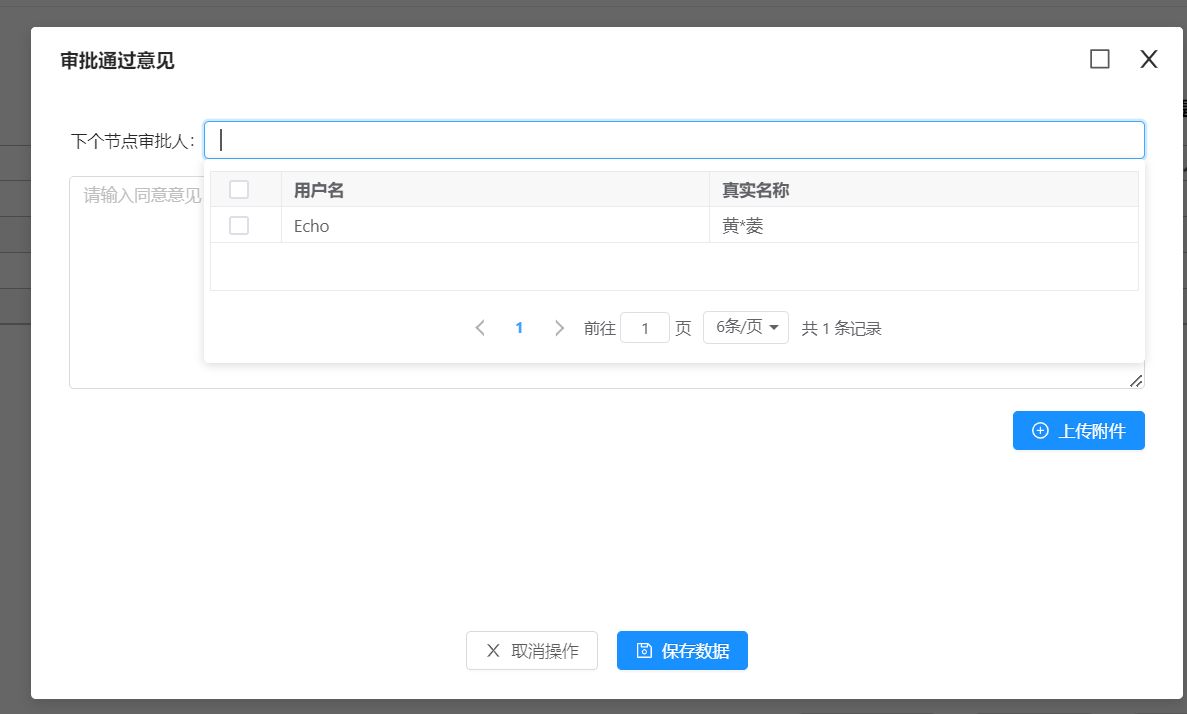 审批通过意见
下个节点审批人:
请输入同意意见
用户名 真实名称
Echo 黄*菱
1 前往 1 页 6条/页 共 1 条记录
上传附件
取消操作 保存数据